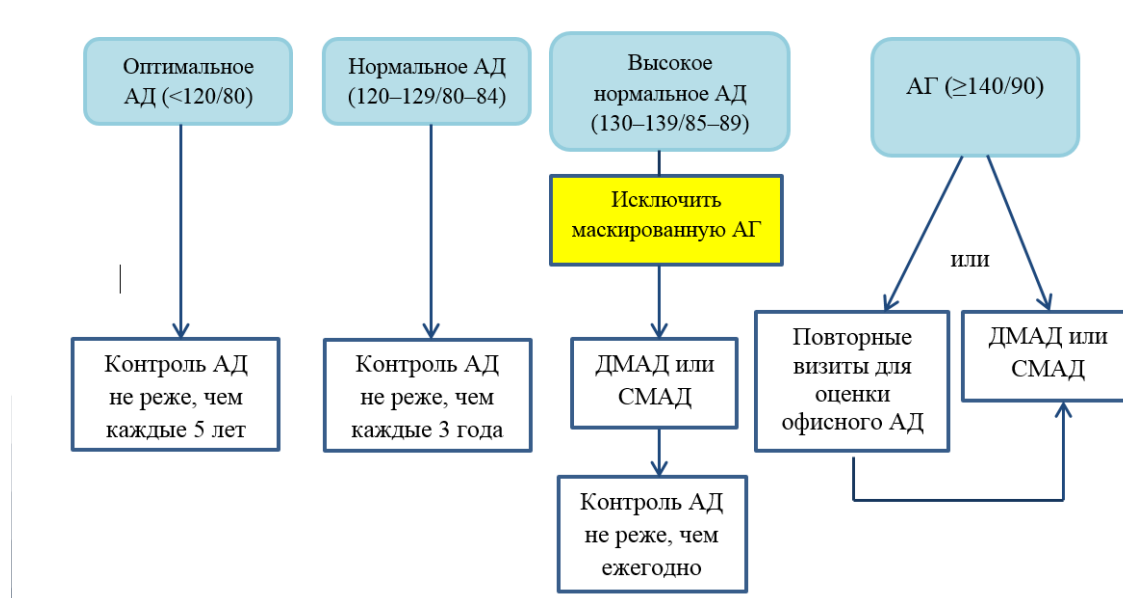 Оптимальное
АД (<120/80)
Нормальное АД
(120–129/80–84)
Высокое
нормальное АД
(130–139/85–89)
АГ (≥140/90)
Исключить
маскированную АГ
или
Контроль АД
не реже, чем
каждые 5 лет
Контроль АД
не реже, чем
каждые 3 года
ДМАД или
СМАД
Повторные
визиты для
оценки
офисного АД
ДМАД или
СМАД
Контроль АД
не реже, чем
ежегодно